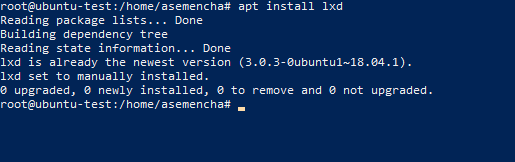 root@ubuntu-test:/home/asemencha# apt install lxd
Reading package lists... Done
Building dependency tree
Reading state information... Done
lxd is already the newest version (3.0.3-0ubuntu1~18.04.1).
lxd set to manually installed.
0 upgraded, 0 newly installed, 0 to remove and 0 not upgraded.
root@ubuntu-test:/home/asemencha#